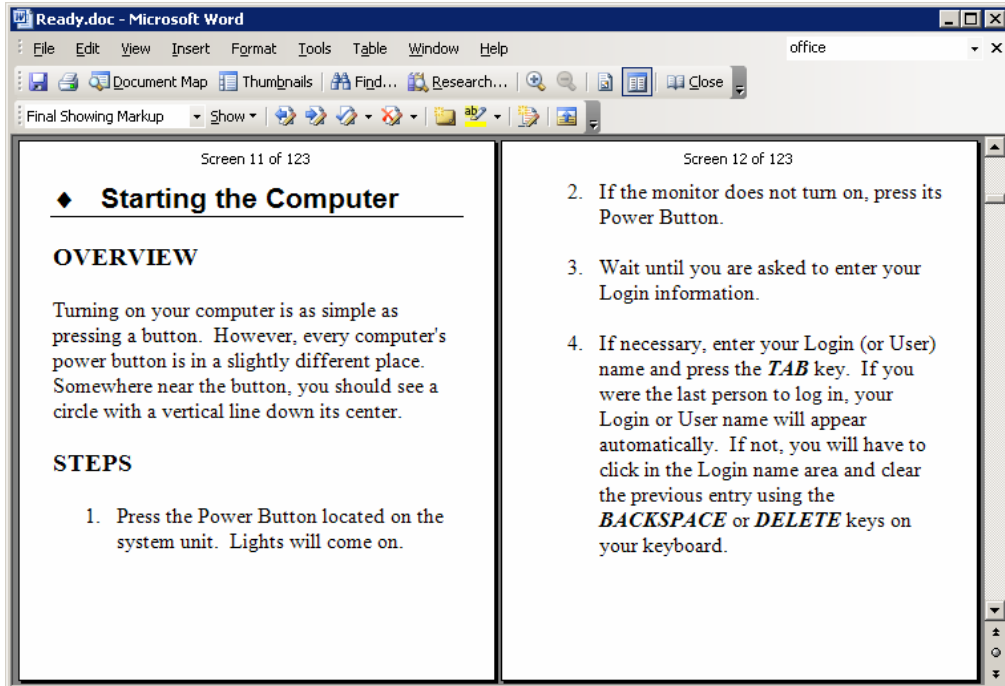 Ready.doc - Microsoft Word
File Edit View Insert Format Tools Table Window Help office
Document Map Thumbnails Find... Research... Close
Final Showing Markup Show
Screen 11 of 123
♦ Starting the Computer
OVERVIEW
Turning on your computer is as simple as
pressing a button. However, every computer's
power button is in a slightly different place.
Somewhere near the button, you should see a
circle with a vertical line down its center.
STEPS
1. Press the Power Button located on the
system unit. Lights will come on.
Screen 12 of 123
2. If the monitor does not turn on, press its
Power Button.
3. Wait until you are asked to enter your
Login information.
4. If necessary, enter your Login (or User)
name and press the TAB key. If you
were the last person to log in, your
Login or User name will appear
automatically. If not, you will have to
click in the Login name area and clear
the previous entry using the
BACKSPACE or DELETE keys on
your keyboard.